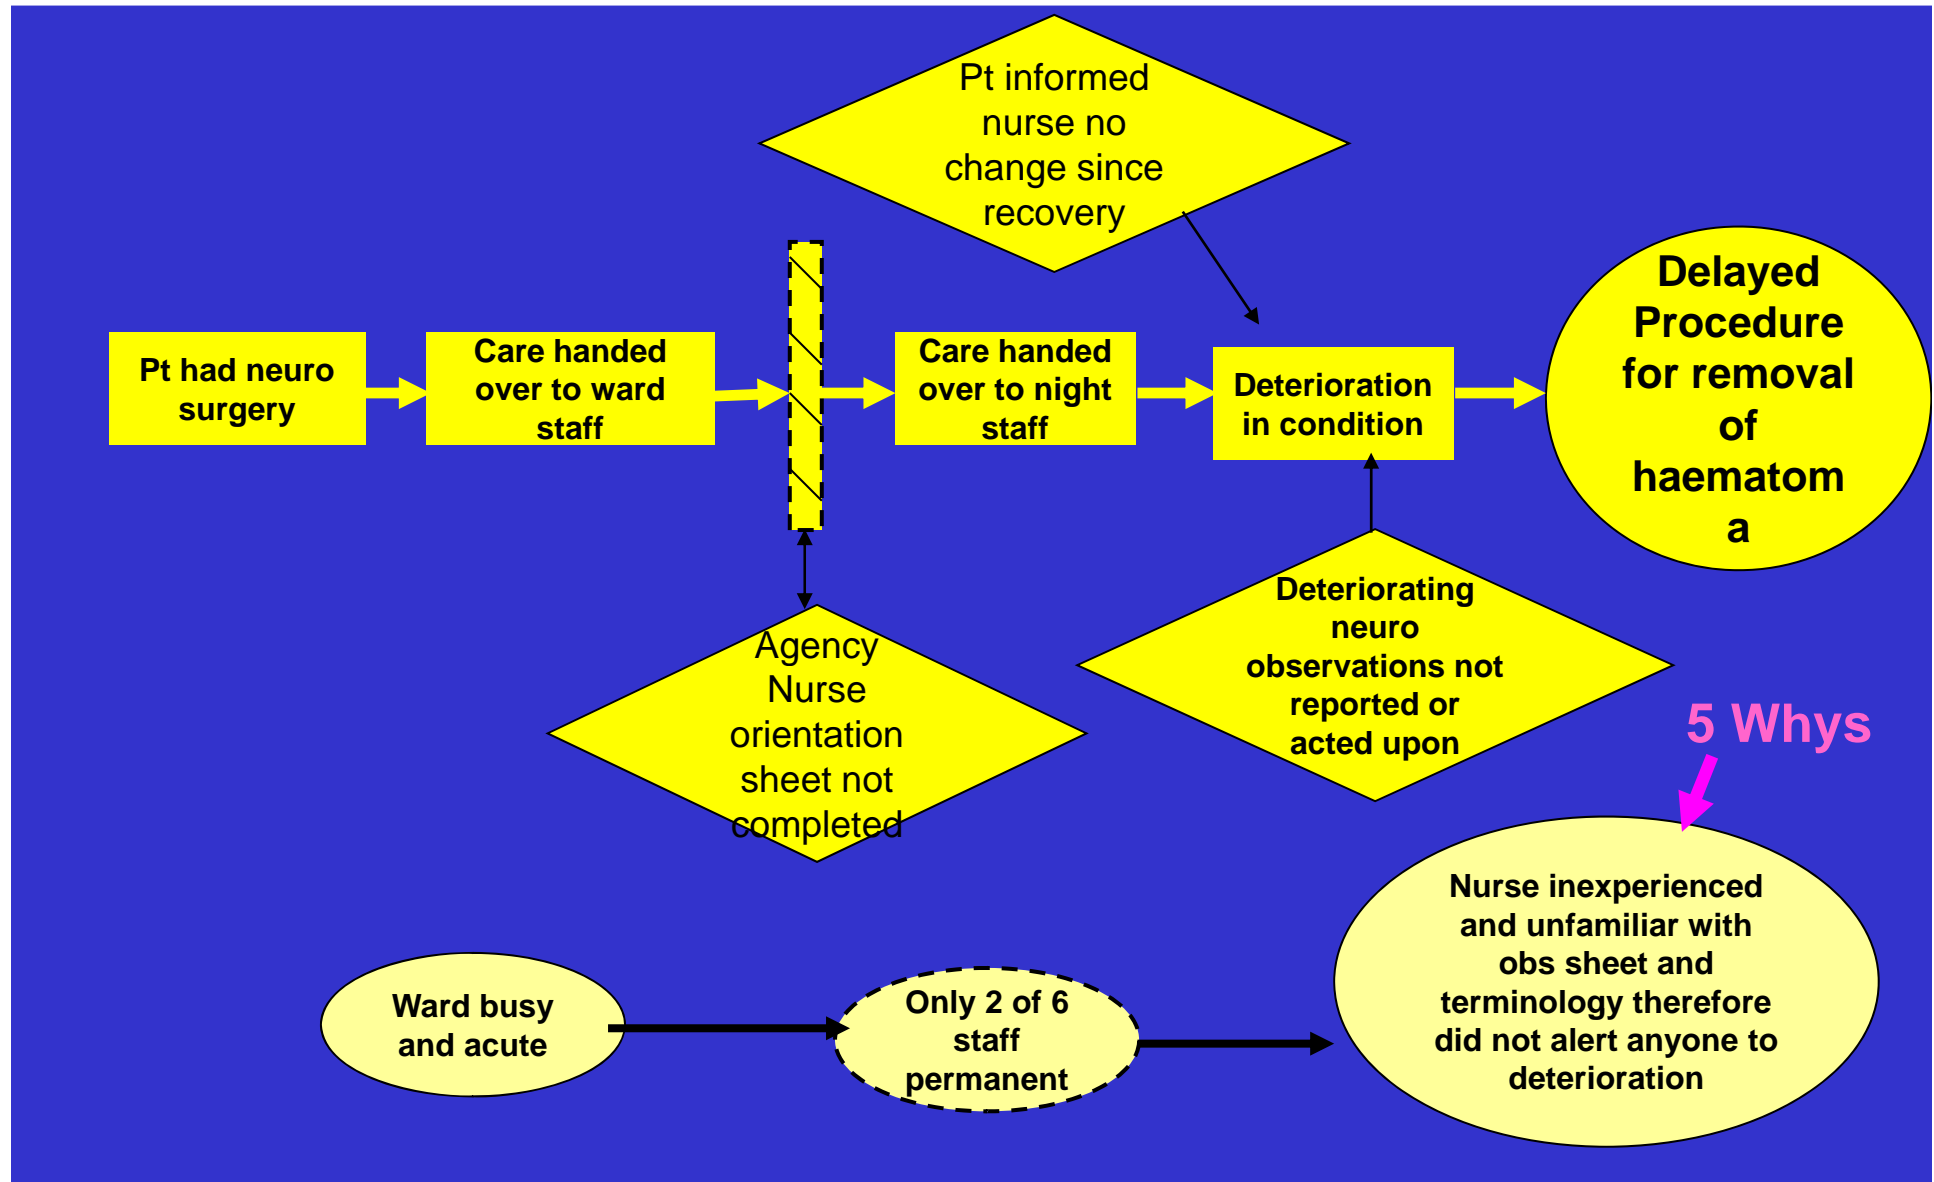 Pt informed
nurse no
change since
recovery
Pt had neuro
surgery
Care handed
over to ward
staff
Care handed
over to night
staff
Deterioration
in condition
Delayed
Procedure
for removal
of
haematom
a
Agency
Nurse
orientation
sheet not
completed
Deteriorating
neuro
observations not
reported or
acted upon
5 Whys
Ward busy
and acute
Only 2 of 6
staff
permanent
Nurse inexperienced
and unfamiliar with
obs sheet and
terminology therefore
did not alert anyone to
deterioration